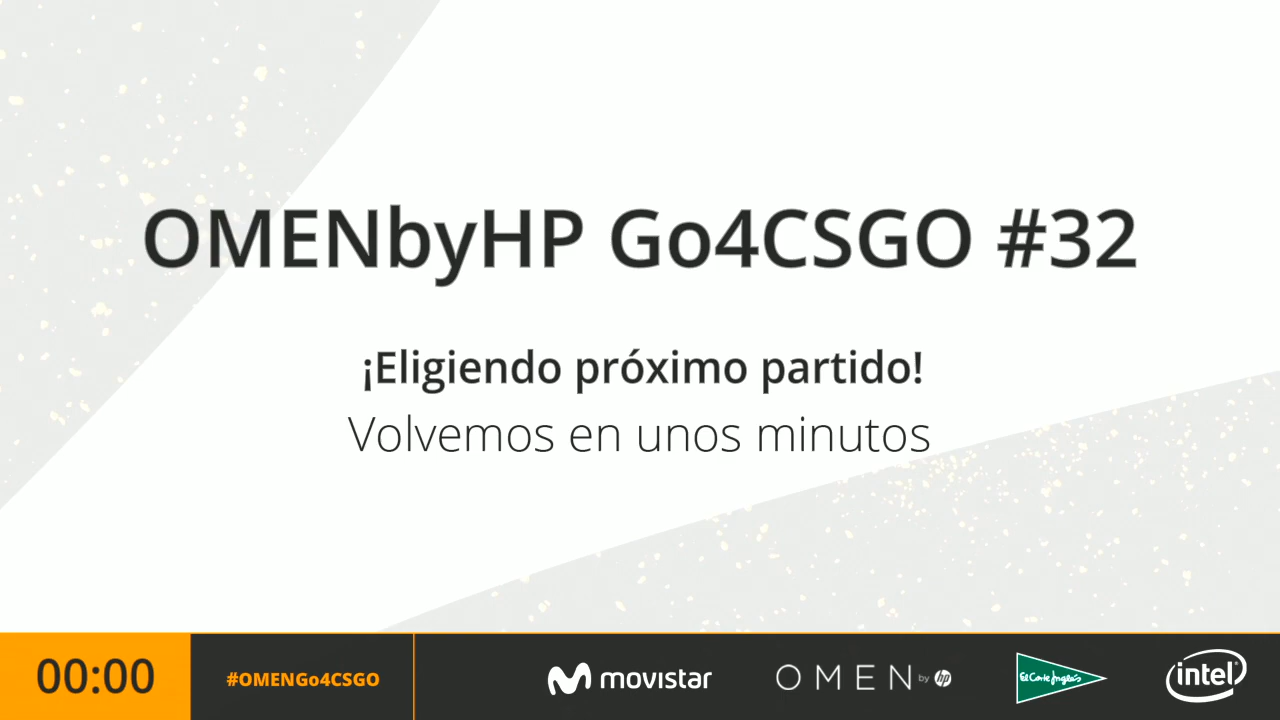 OMENbyHP Go4CSGO #32
¡Eligiendo próximo partido!
Volvemos en unos minutos
00:00
#OMENGo4CSGO
movistar
OMEN by hp
El Corte Inglés
intel